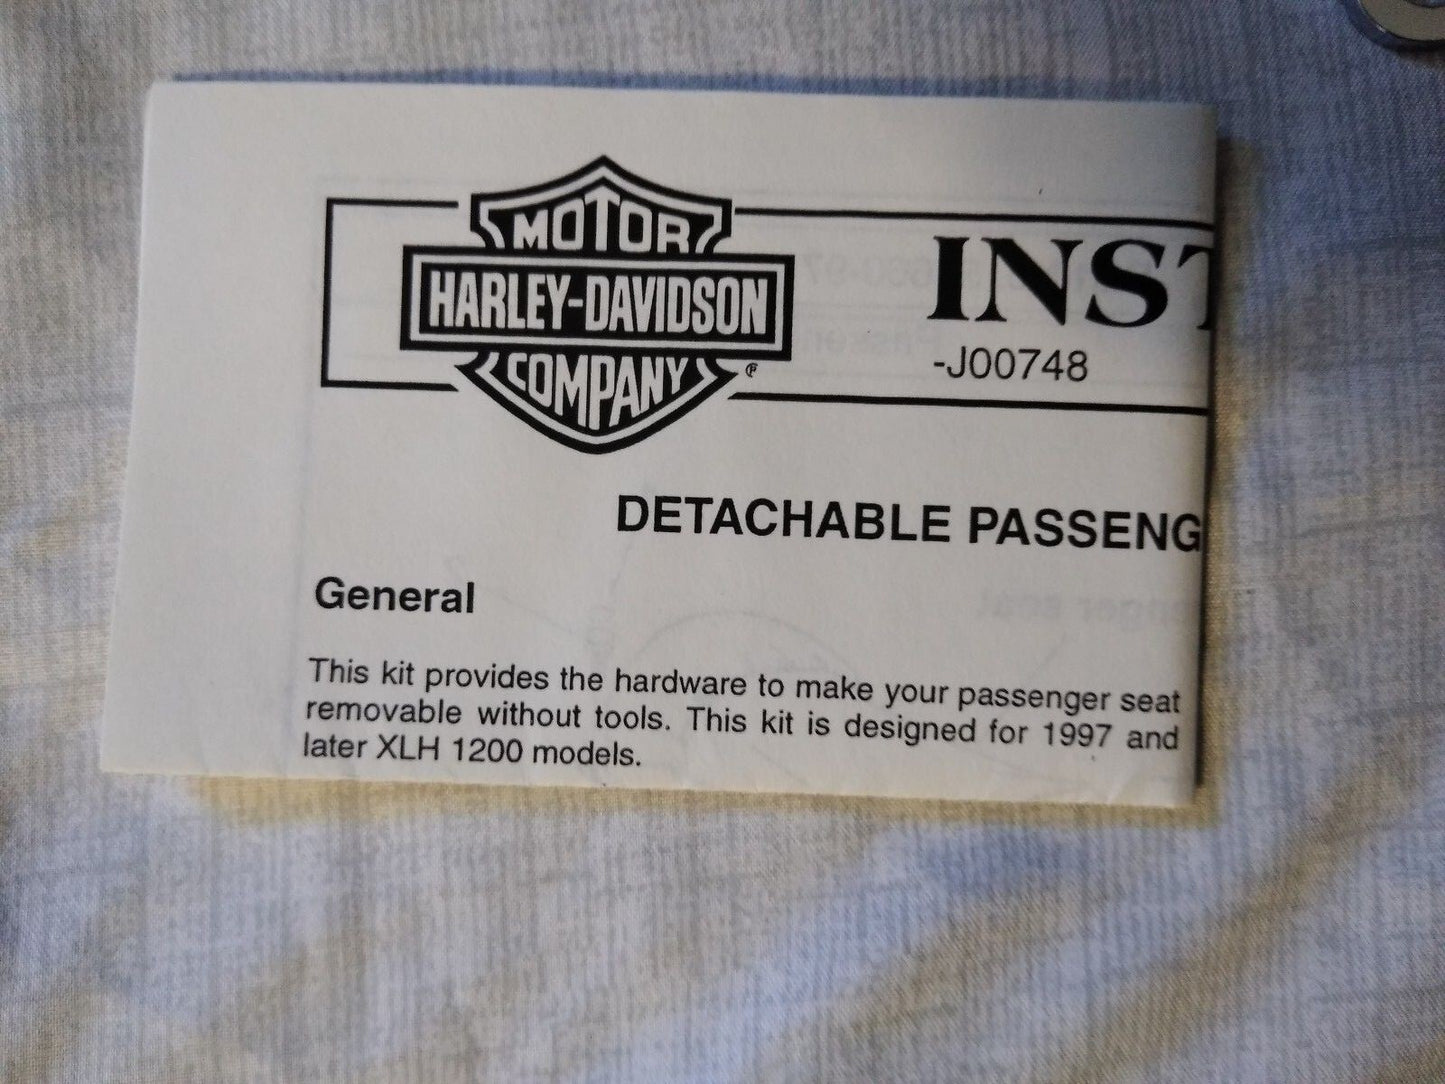 MOTOR
HARLEY-DAVIDSON
COMPANY
INST
-J00748
DETACHABLE PASSENG
General
This kit provides the hardware to make your passenger seat
removable without tools. This kit is designed for 1997 and
later XLH 1200 models.